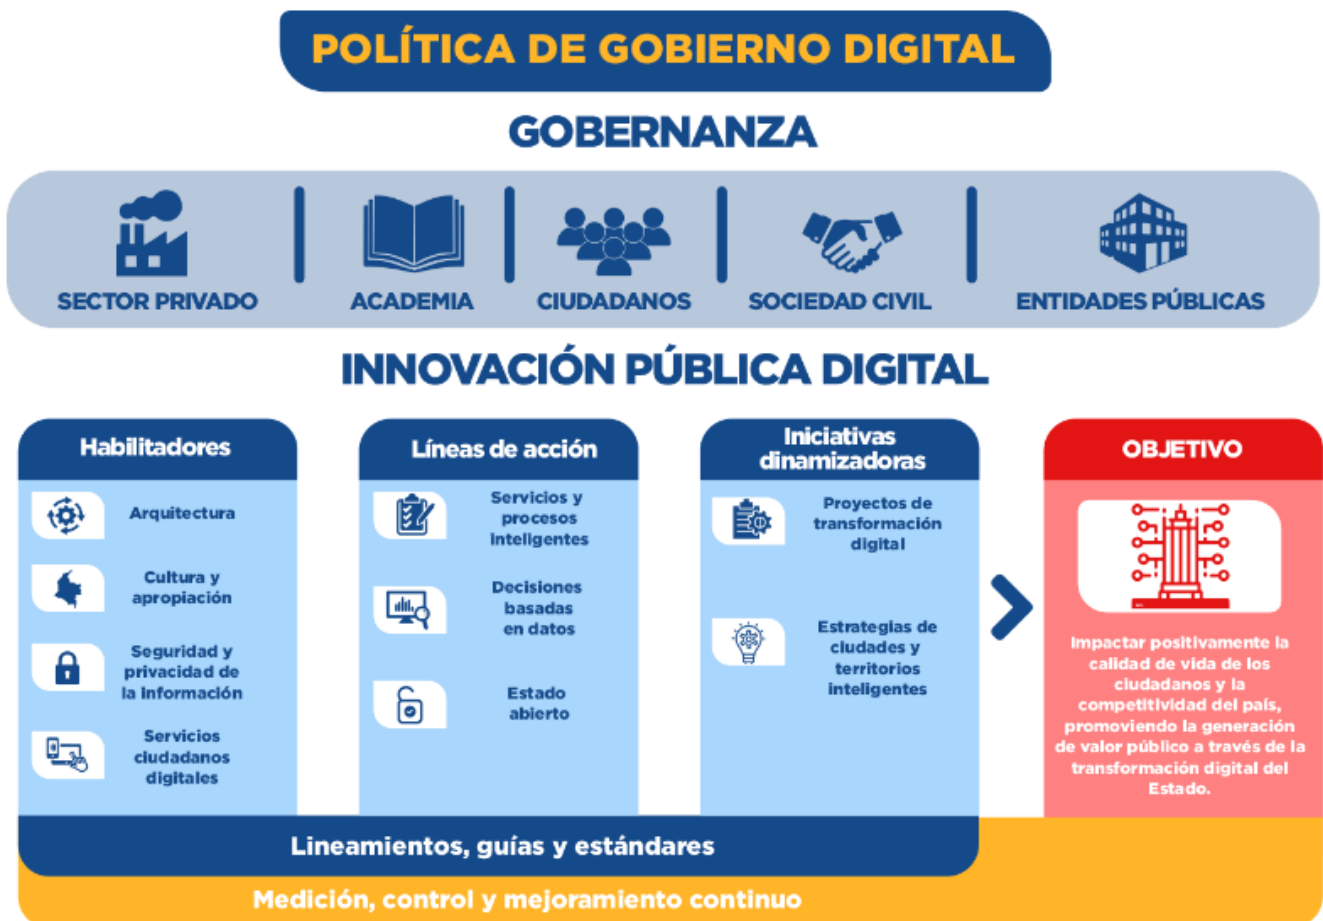 POLÍTICA DE GOBIERNO DIGITAL
GOBERNANZA
SECTOR PRIVADO
ACADEMIA
CIUDADANOS
SOCIEDAD CIVIL
ENTIDADES PÚBLICAS
INNOVACIÓN PÚBLICA DIGITAL
Habilitadores
Arquitectura
Cultura y
apropiación
Seguridad y
privacidad de
la Información
Servicios
ciudadanos
digitales
Líneas de acción
Servicios y
procesos
inteligentes
Decisiones
basadas
en datos
Estado
abierto
Iniciativas
dinamizadoras
Proyectos de
transformación
digital
Estrategias de
ciudades y
territorios
inteligentes
OBJETIVO
Impactar positivamente la
calidad de vida de los
ciudadanos y la
competitividad del país,
promoviendo la generación
de valor público a través de la
transformación digital del
Estado.
Lineamientos, guías y estándares
Medición, control y mejoramiento continuo